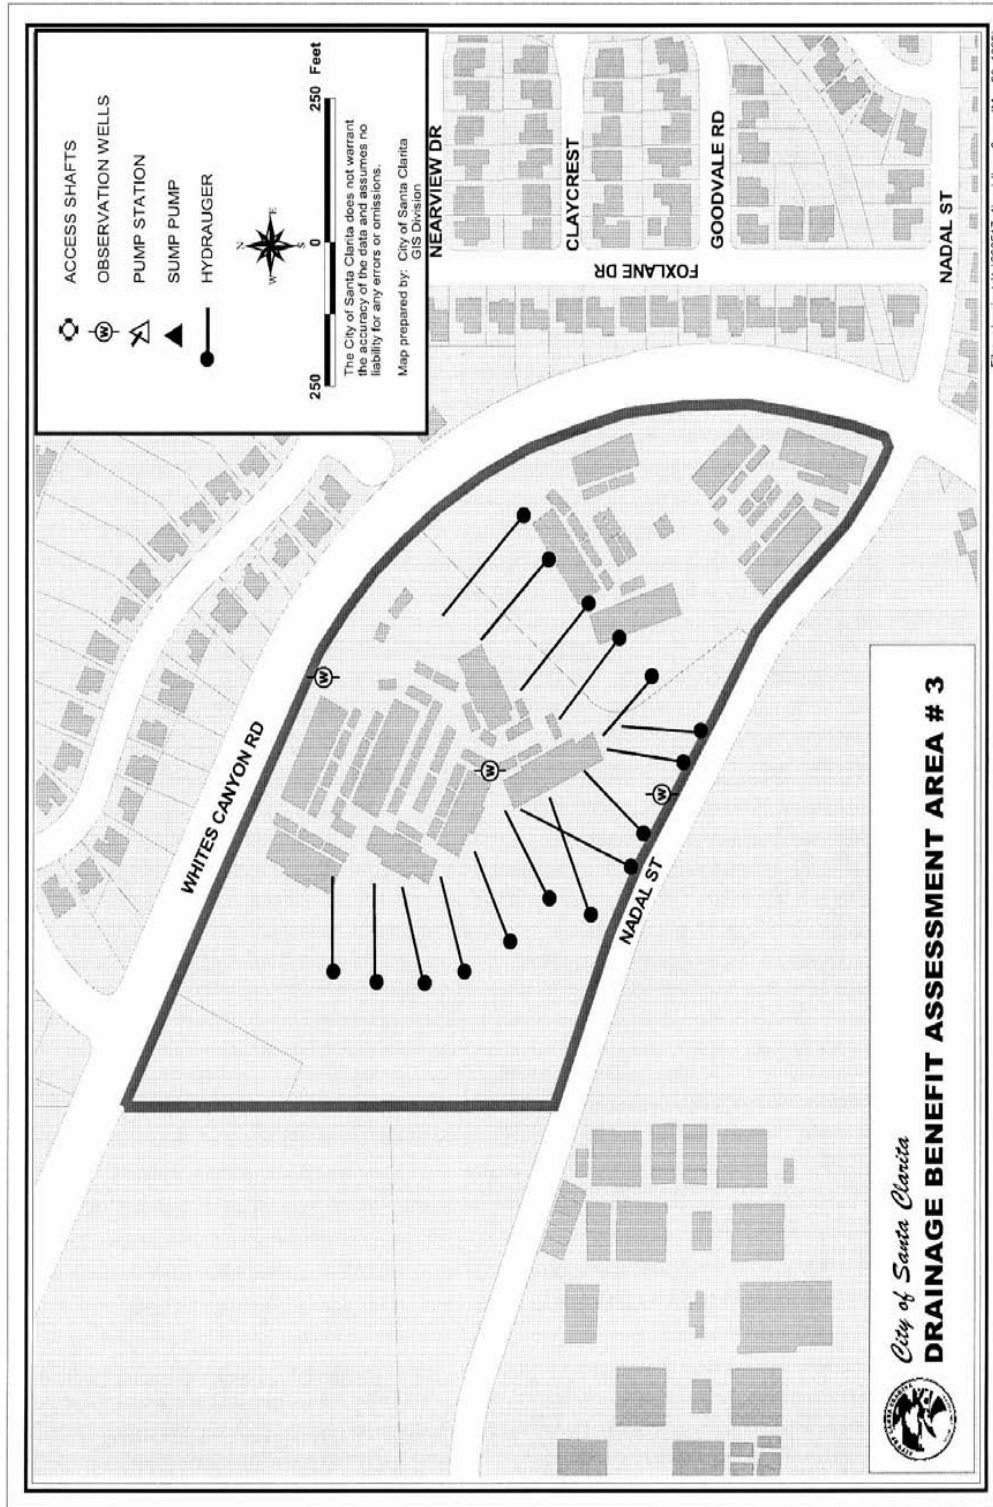 ACCESS SHAFTS
W
OBSERVATION WELLS
PUMP STATION
SUMP PUMP
HYDRAUGER
N
W
E
S
250
0
250
Feet
The City of Santa Clarita does not warrant
the accuracy of the data and assumes no
liability for any errors or omissions.
Map prepared by: City of Santa Clarita
GIS Division
NEARVIEW DR
CLAYCREST
GOODVALE RD
NADAL ST
FOXLANE DR
WHITES CANYON RD
W
W
W
NADAL ST
City of Santa Clarita
DRAINAGE BENEFIT ASSESSMENT AREA # 3